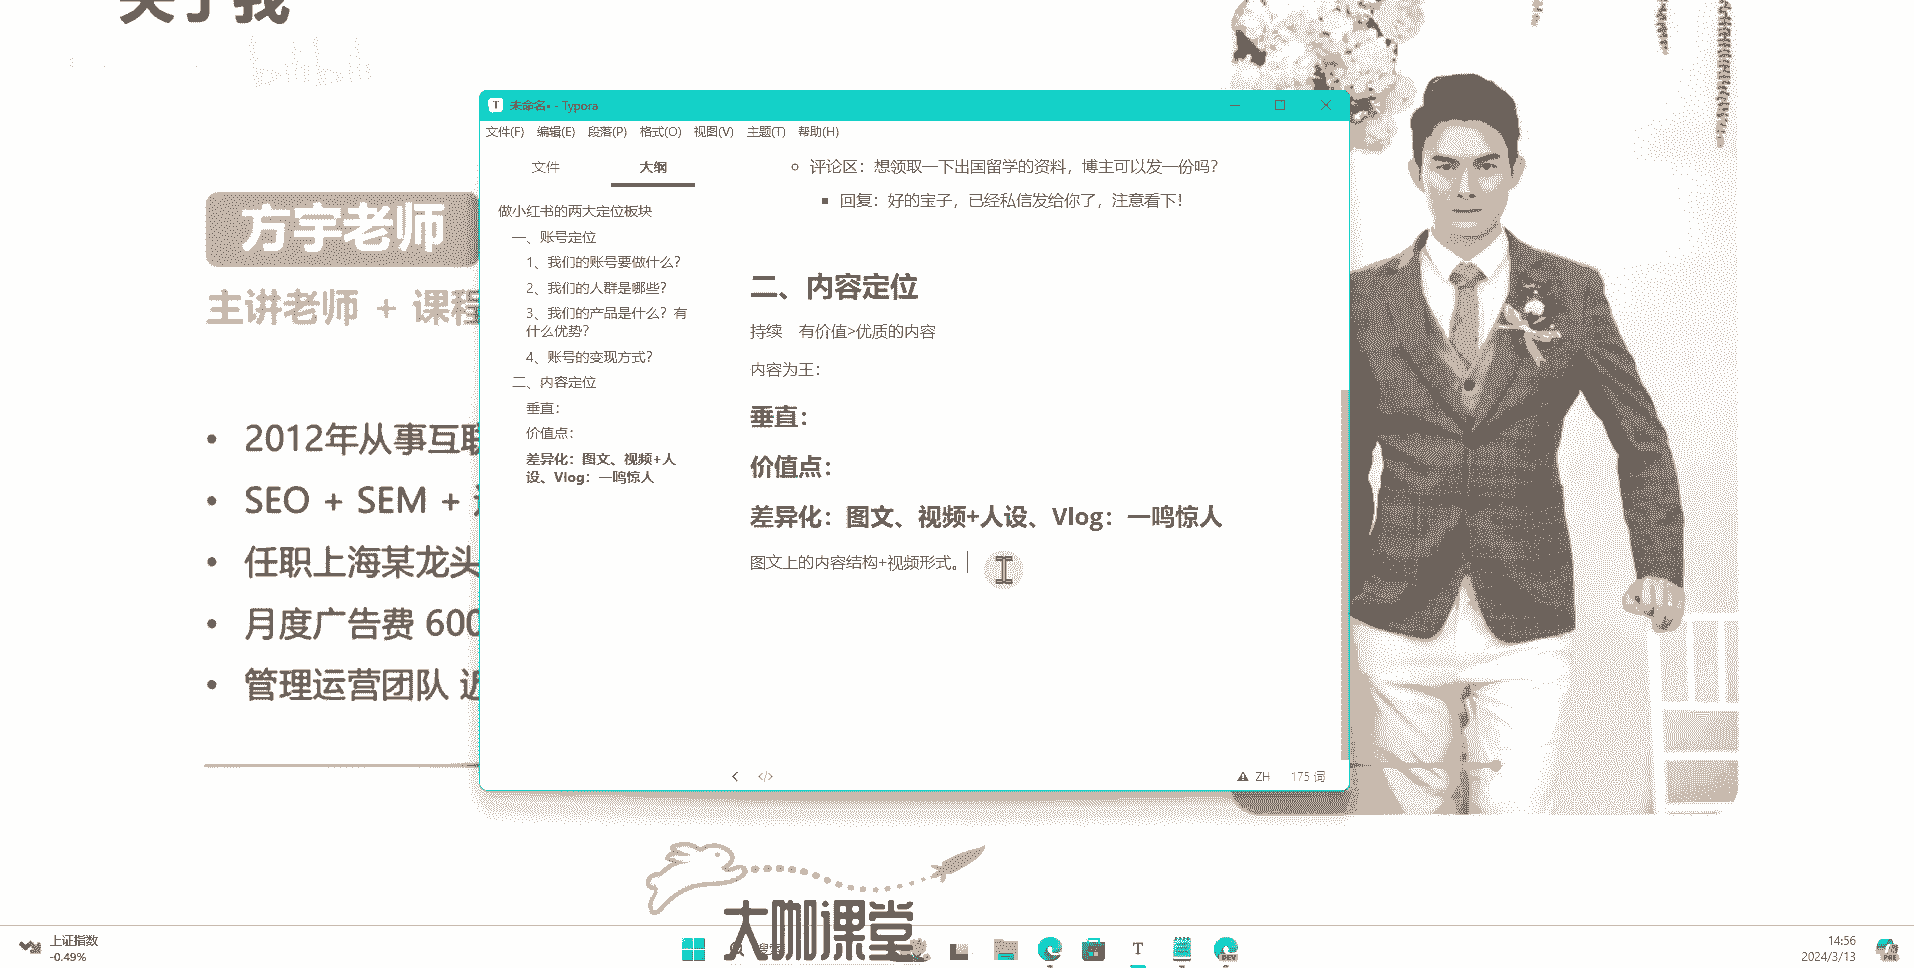 关于我
bilibili
方宇老师
主讲老师 + 课程
• 2012年从事互联
• SEO + SEM +
• 任职上海某龙头
• 月度广告费 600
• 管理运营团队 近
未命名• - Typora
文件(F) 编辑(E) 段落(P) 格式(O) 视图(V) 主题(T) 帮助(H)
文件 大纲
做小红书的两大定位板块
一、账号定位
1、我们的账号要做什么?
2、我们的人群是哪些?
3、我们的产品是什么? 有
什么优势?
4、账号的变现方式?
二、内容定位
垂直:
价值点:
差异化: 图文、视频+人
设、Vlog: 一鸣惊人
评论区: 想领取一下出国留学的资料, 博主可以发一份吗?
回复: 好的宝子, 已经私信发给你了, 注意看下!
二、内容定位
持续 有价值>优质的内容
内容为王:
垂直:
价值点:
差异化: 图文、视频+人设、Vlog: 一鸣惊人
图文上的内容结构+视频形式。
ZH 175 词
大咖课堂
上证指数
-0.49%
14:56
2024/3/13